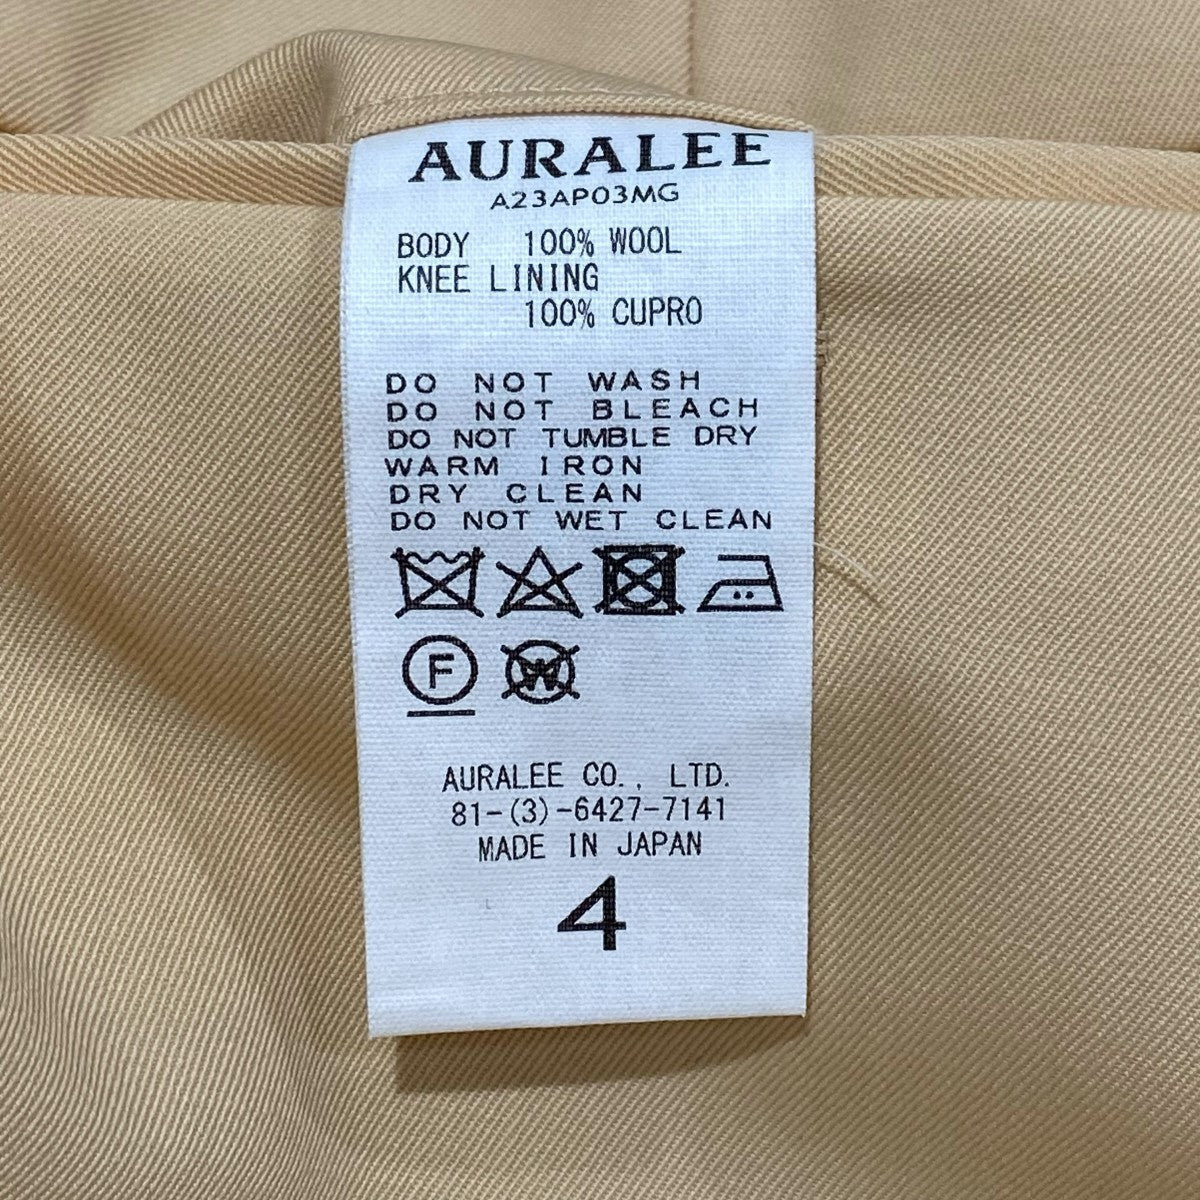 AURALEE
A23AP03MG
BODY 100% WOOL
KNEE LINING
100% CUPRO
DO NOT WASH
DO NOT BLEACH
DO NOT TUMBLE DRY
WARM IRON
DRY CLEAN
DO NOT WET CLEAN
F W
AURALEE CO., LTD.
81-(3)-6427-7141
MADE IN JAPAN
4